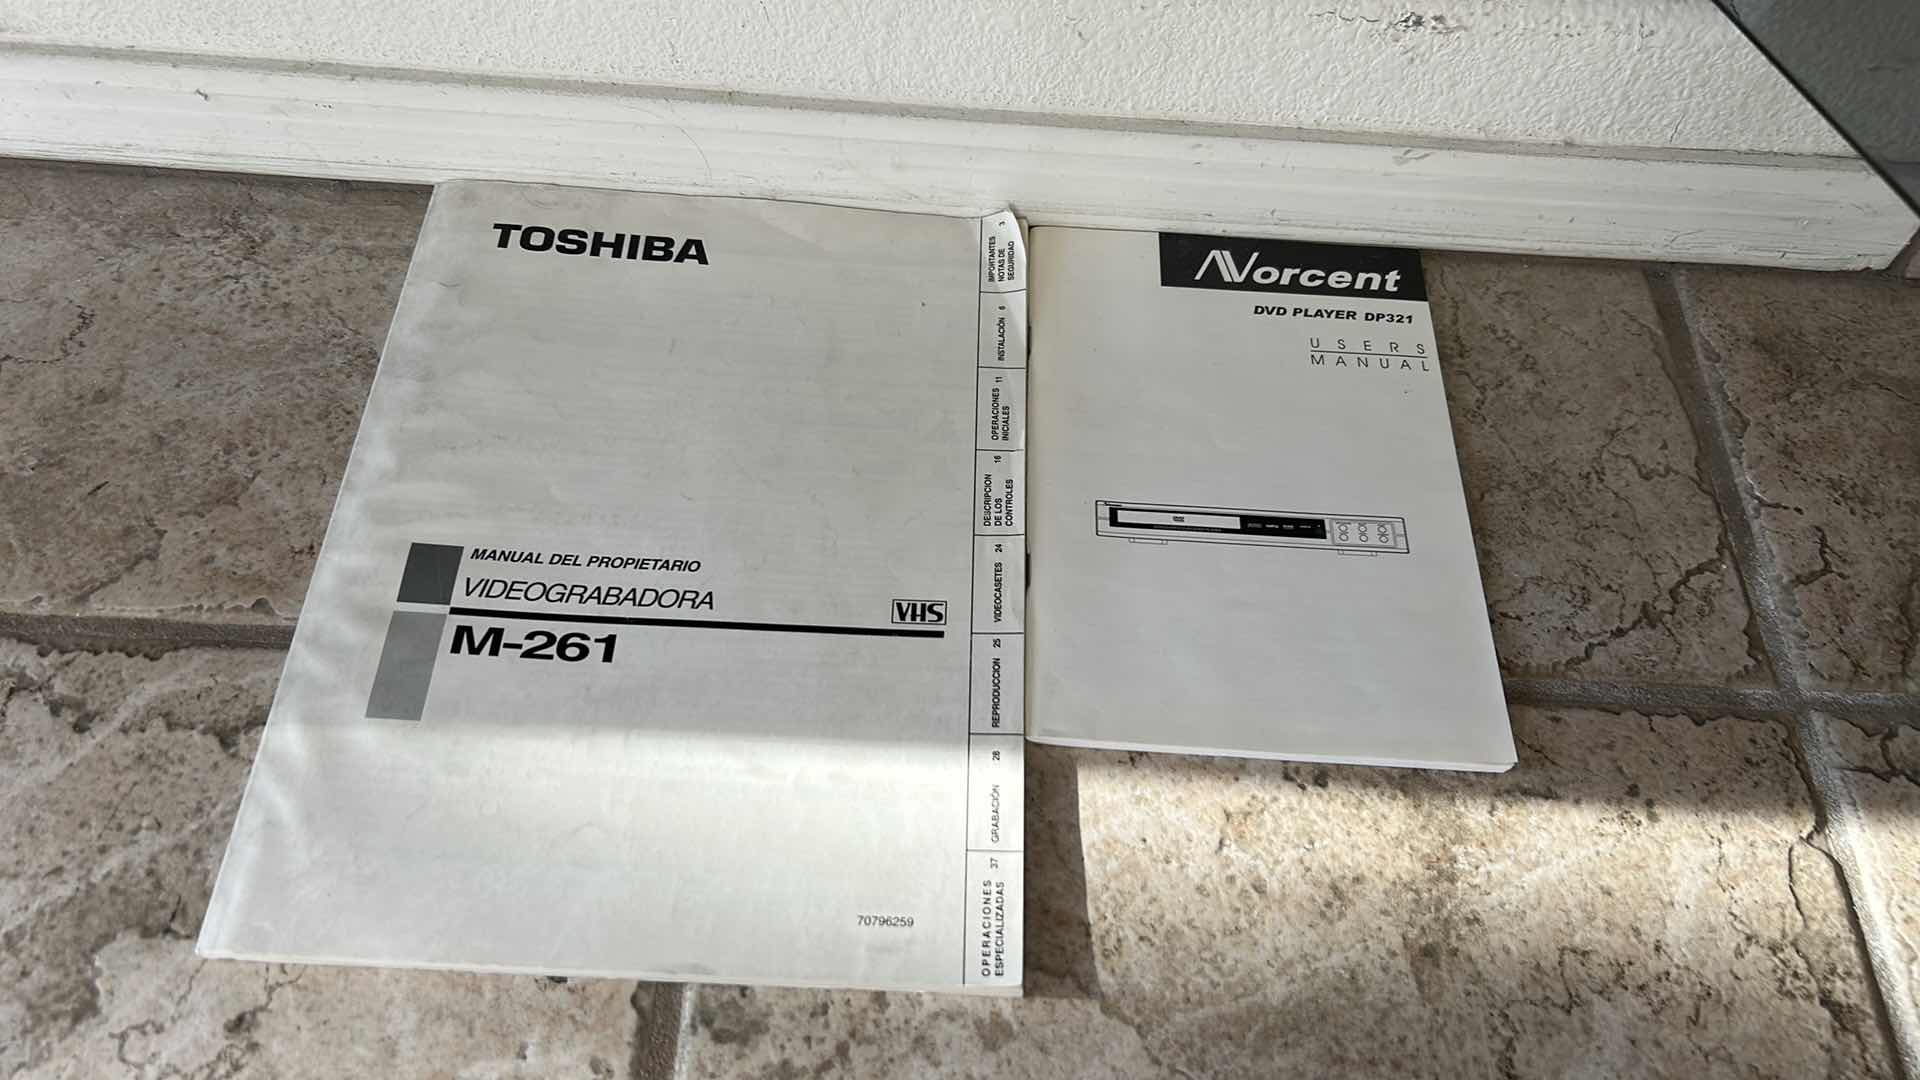 TOSHIBA
MANUAL DEL PROPIETARIO
VIDEOGRABADORA
VHS
M-261
70796259
IMPORTANTES
NOTAS DE
SEGURIDAD
3
INSTALACIÓN 6
OPERACIONES
INICIALES
11
DESCRIPCION
DE LOS
CONTROLES
16
VIDEOCASETES 24
REPRODUCCION 25
GRABACIÓN 28
OPERACIONES
ESPECIALIZADAS
37
Norcent
DVD PLAYER DP321
USERS
MANUAL